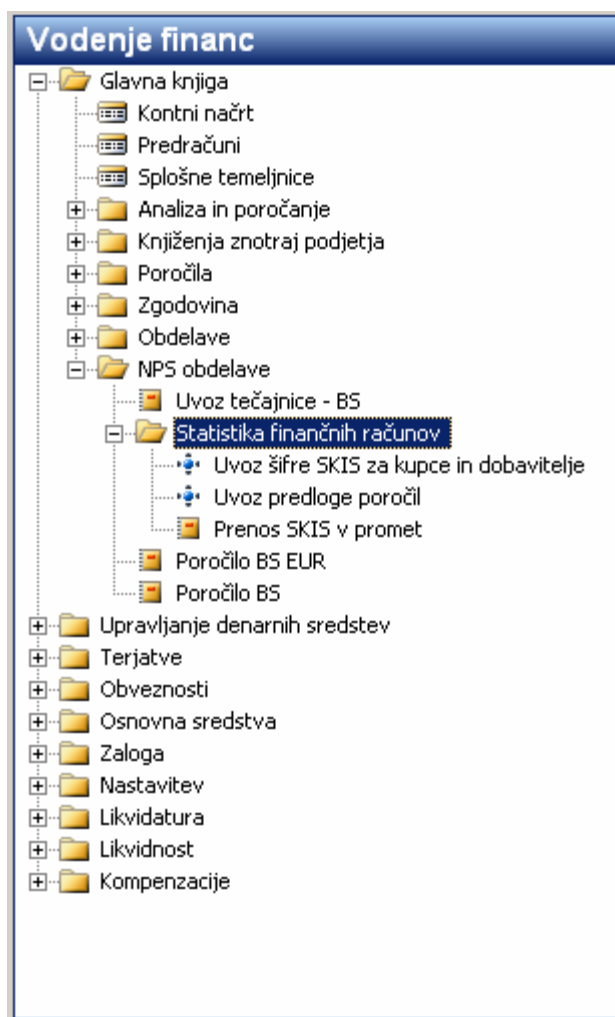 Vodenje financ
Glavna knjiga
Kontni načrt
Predračuni
Splošne temeljnice
Analiza in poročanje
Knjiženja znotraj podjetja
Poročila
Zgodovina
Obdelave
NPS obdelave
Uvoz tečajnice - BS
Statistika finančnih računov
Uvoz šifre SKIS za kupce in dobavitelje
Uvoz predloge poročil
Prenos SKIS v promet
Poročilo BS EUR
Poročilo BS
Upravljanje denarnih sredstev
Terjatve
Obveznosti
Osnovna sredstva
Zaloga
Nastavitev
Likvidatura
Likvidnost
Kompenzacije